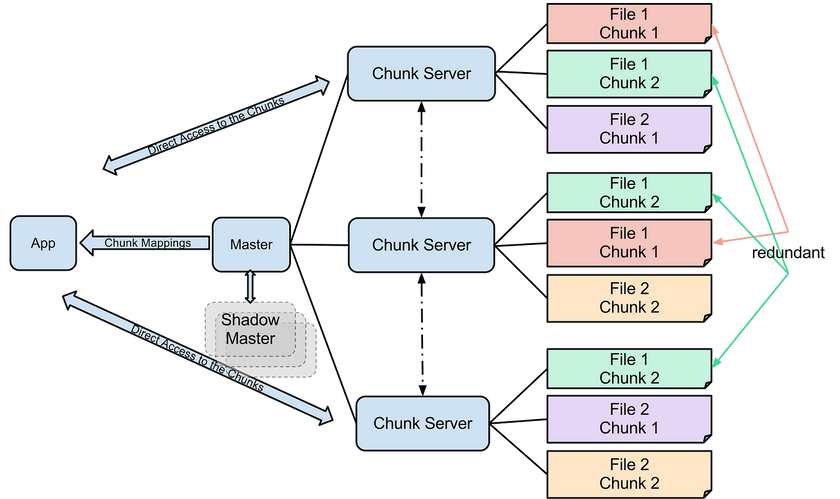 File 1
Chunk 1
Chunk Server
File 1
Chunk 2
Direct Access to the Chunks
File 2
Chunk 1
File 1
Chunk 2
App
Chunk Mappings
Master
Chunk Server
File 1
Chunk 1
redundant
File 2
Chunk 2
Shadow
Master
Direct Access to the Chunks
File 1
Chunk 2
Chunk Server
File 2
Chunk 1
File 2
Chunk 2